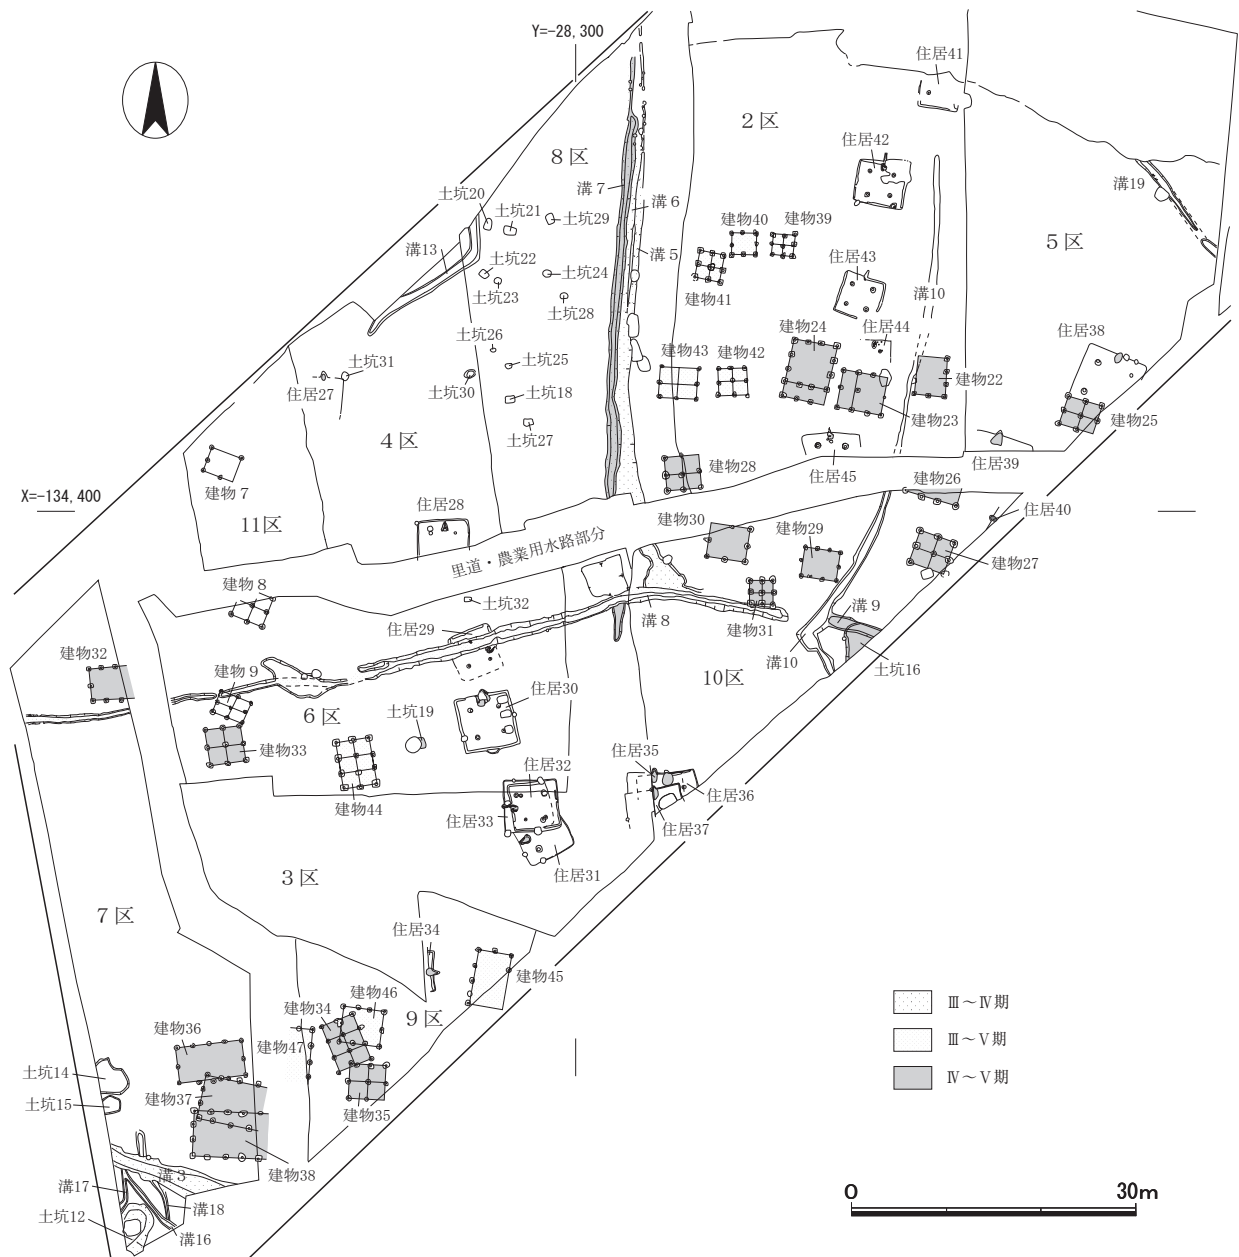 Y=-28,300
住居41
2区
住居42
8区
溝7
溝19
土坑20
土坑21
土坑29
溝6
建物40
建物39
5区
溝13
溝5
土坑22
土坑24
住居43
土坑23
建物41
溝10
土坑28
建物24
住居44
住居38
土坑26
建物43
建物42
土坑31
土坑25
建物22
住居27
土坑30
土坑18
建物23
建物25
4区
土坑27
建物28
住居45
住居39
建物7
建物26
X=-134,400
住居28
住居40
11区
建物30
建物29
里道・農業用水路部分
建物27
建物8
土坑32
溝9
住居29
溝8
建物31
建物32
溝10
土坑16
建物9
10区
住居30
6区
土坑19
建物33
住居35
住居32
建物44
住居36
住居33
住居37
住居31
3区
7区
住居34
建物45
建物46
Ⅲ～Ⅳ期
建物34
9区
建物36
建物47
Ⅲ～Ⅴ期
土坑14
Ⅳ～Ⅴ期
建物37
土坑15
建物35
溝3
建物38
溝17
0
30m
溝18
土坑12
溝16